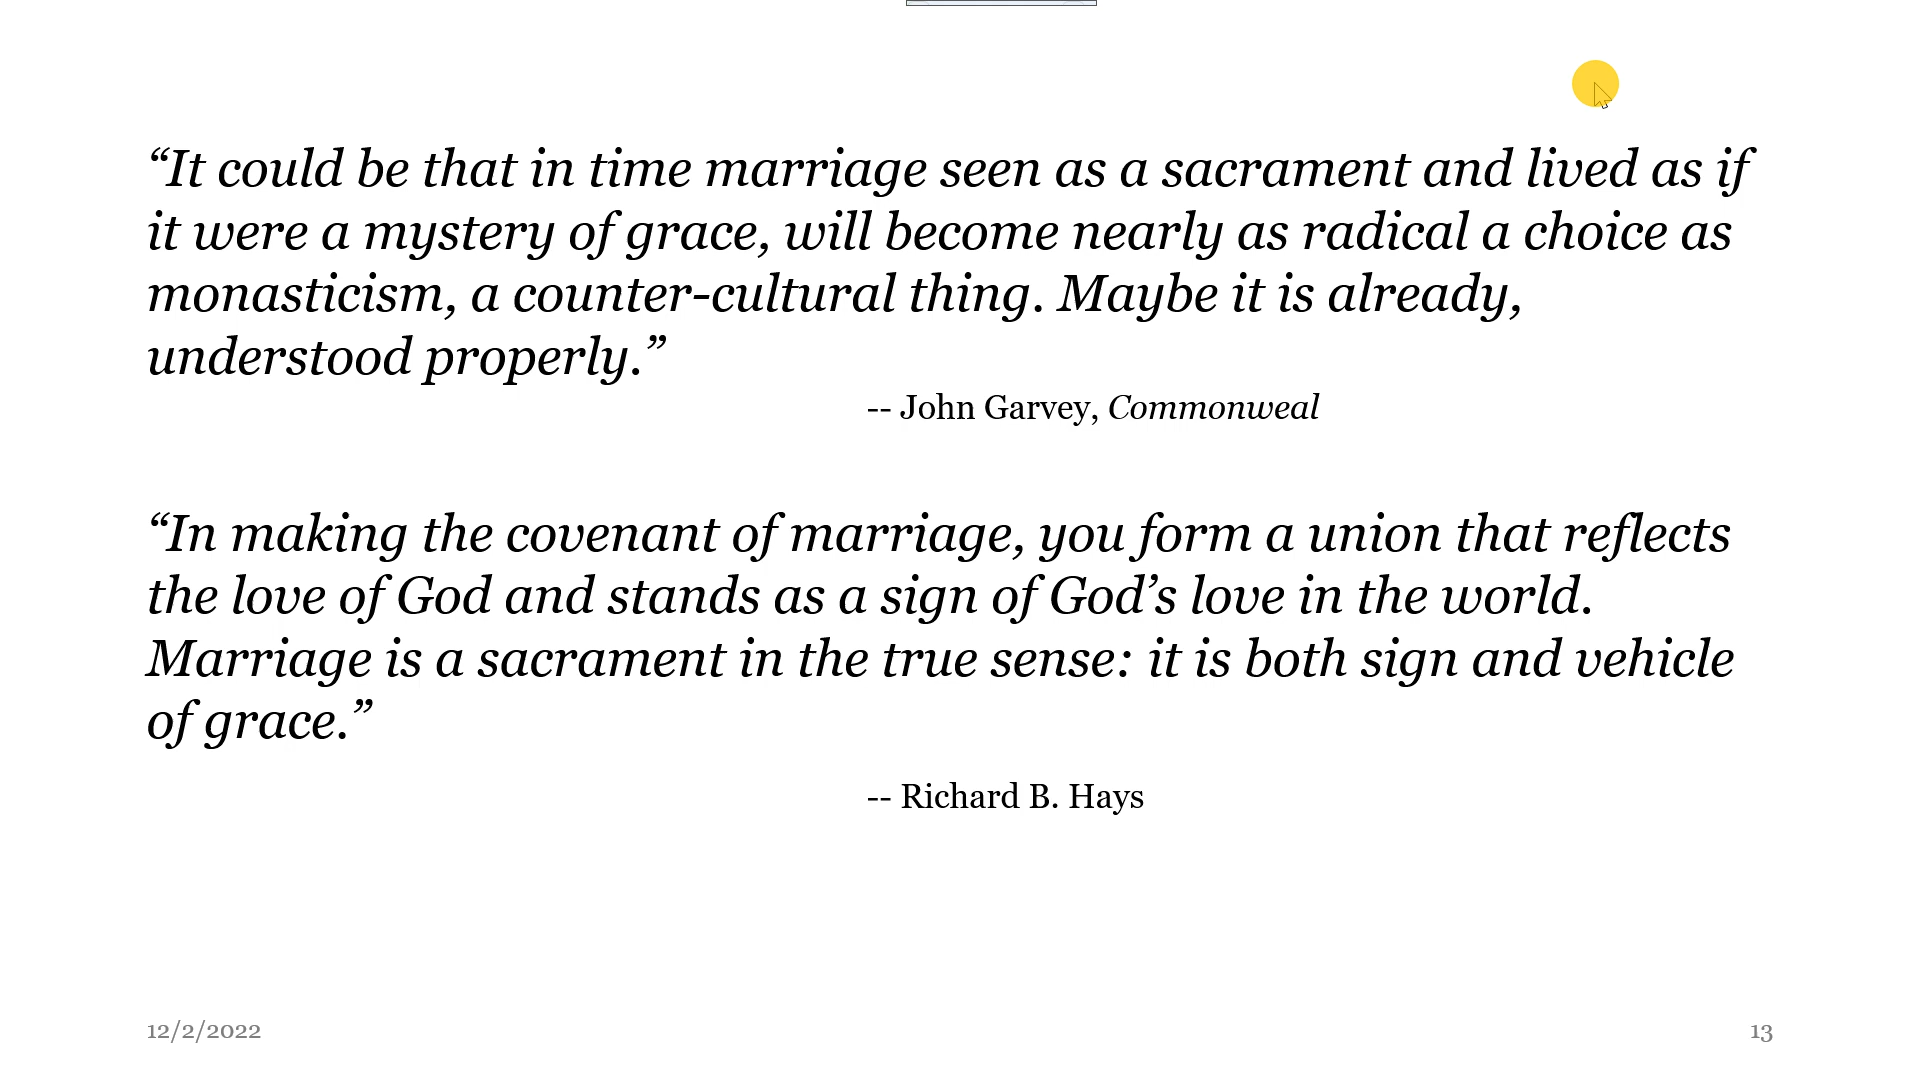 “It could be that in time marriage seen as a sacrament and lived as if
it were a mystery of grace, will become nearly as radical a choice as
monasticism, a counter-cultural thing. Maybe it is already,
understood properly.”
-- John Garvey, Commonweal
“In making the covenant of marriage, you form a union that reflects
the love of God and stands as a sign of God’s love in the world.
Marriage is a sacrament in the true sense: it is both sign and vehicle
of grace.”
-- Richard B. Hays
12/2/2022
13